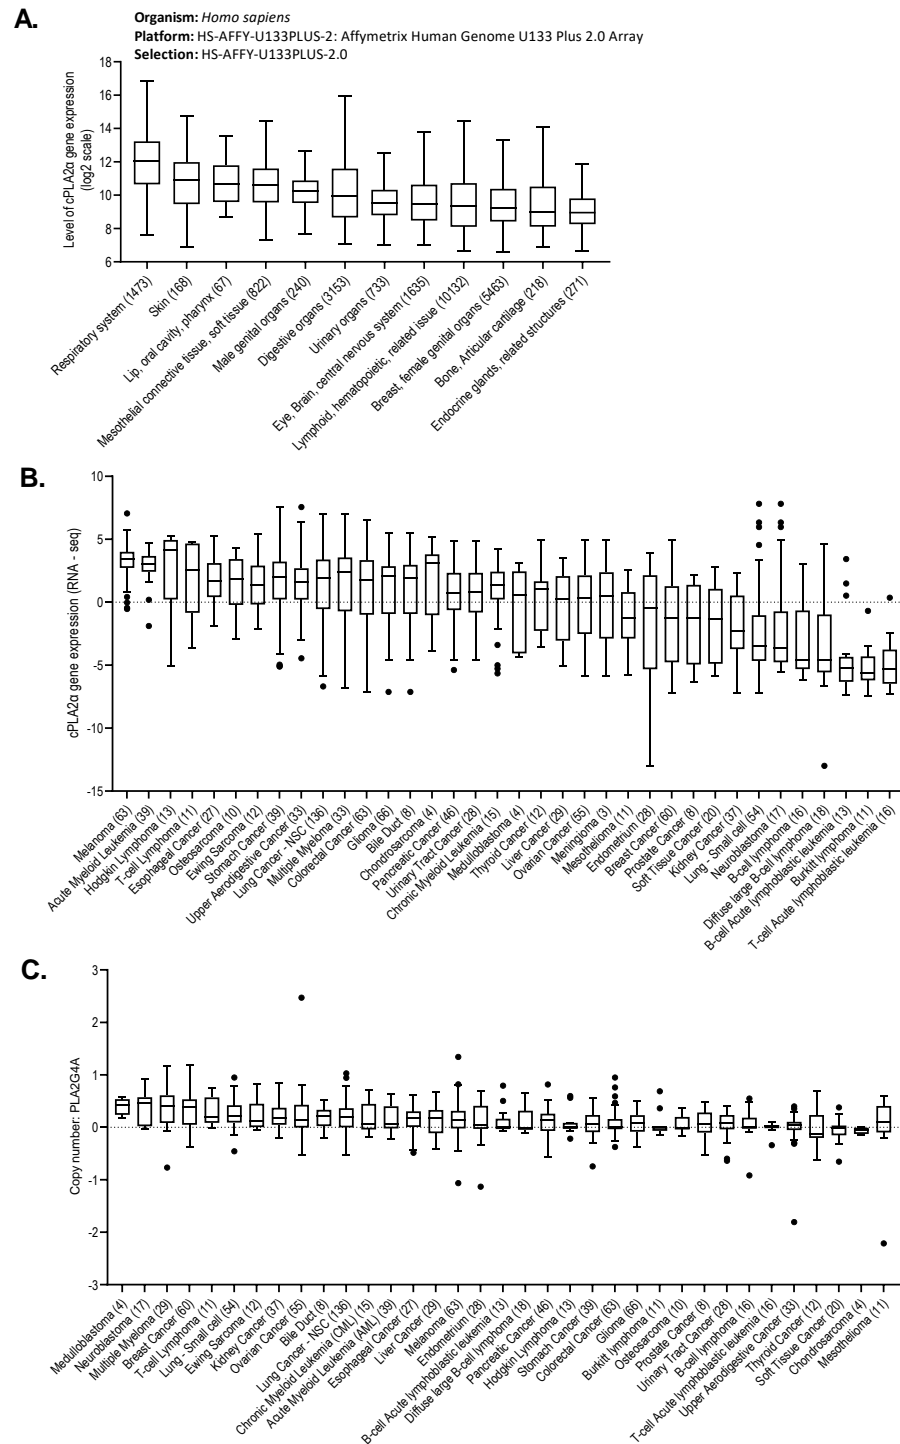 A.
Organism: Homo sapiens
Platform: HS-AFFY-U133PLUS-2: Affymetrix Human Genome U133 Plus 2.0 Array
Selection: HS-AFFY-U133PLUS-2.0
Level of cPLA2α gene expression
(log2 scale)
18
16
14
12
10
8
6
Respiratory system (1473)
Skin (168)
Lip, oral cavity, pharynx (67)
Mesothelial connective tissue, soft tissue (822)
Male genital organs (240)
Digestive organs (3153)
Urinary organs (733)
Eye, Brain, central nervous system (1635)
Lymphoid, hematopoietic, related issue (10132)
Breast, female genital organs (5463)
Bone, Articular cartilage (218)
Endocrine glands, related structures (271)
B.
cPLA2α gene expression (RNA - seq)
10
5
0
-5
-10
-15
Melanoma (63)
Acute Myeloid Leukemia (39)
Hodgkin Lymphoma (13)
T-cell Lymphoma (11)
Esophageal Cancer (27)
Osteosarcoma (10)
Ewing Sarcoma (12)
Stomach Cancer (39)
Upper Aerodigestive Cancer (33)
Lung Cancer - NSC (136)
Multiple Myeloma (33)
Colorectal Cancer (63)
Glioma (66)
Bile Duct (8)
Chondrosarcoma (4)
Pancreatic Cancer (46)
Urinary Tract Cancer (28)
Chronic Myeloid Leukemia (15)
Medulloblastoma (4)
Thyroid Cancer (12)
Liver Cancer (29)
Ovarian Cancer (55)
Meningioma (3)
Mesothelioma (11)
Endometrium (28)
Breast Cancer (60)
Prostate Cancer (8)
Soft Tissue Cancer (20)
Kidney Cancer (37)
Lung - Small cell (54)
Neuroblastoma (17)
B-cell lymphoma (16)
Diffuse large B-cell lymphoma (18)
B-cell Acute lymphoblastic leukemia (13)
Burkitt lymphoma (11)
T-cell Acute lymphoblastic leukemia (16)
C.
Copy number: PLA2G4A
3
2
1
0
-1
-2
-3
Medulloblastoma (4)
Neuroblastoma (17)
Multiple Myeloma (29)
Breast Cancer (60)
T-cell Lymphoma (11)
Lung - Small cell (54)
Ewing Sarcoma (12)
Kidney Cancer (37)
Ovarian Cancer (55)
Bile Duct (8)
Lung Cancer - NSC (136)
Chronic Myeloid Leukemia (CML) (15)
Acute Myeloid Leukemia (AML) (39)
Esophageal Cancer (27)
Liver Cancer (29)
Melanoma (63)
Endometrium (28)
B-cell Acute lymphoblastic leukemia (13)
Diffuse large B-cell lymphoma (18)
Pancreatic Cancer (46)
Hodgkin Lymphoma (13)
Stomach Cancer (39)
Colorectal Cancer (63)
Glioma (66)
Burkitt lymphoma (11)
Osteosarcoma (10)
Prostate Cancer (8)
Urinary Tract Cancer (28)
B-cell lymphoma (16)
T-cell Acute lymphoblastic leukemia (16)
Upper Aerodigestive Cancer (33)
Thyroid Cancer (12)
Soft Tissue Cancer (20)
Chondrosarcoma (4)
Mesothelioma (11)